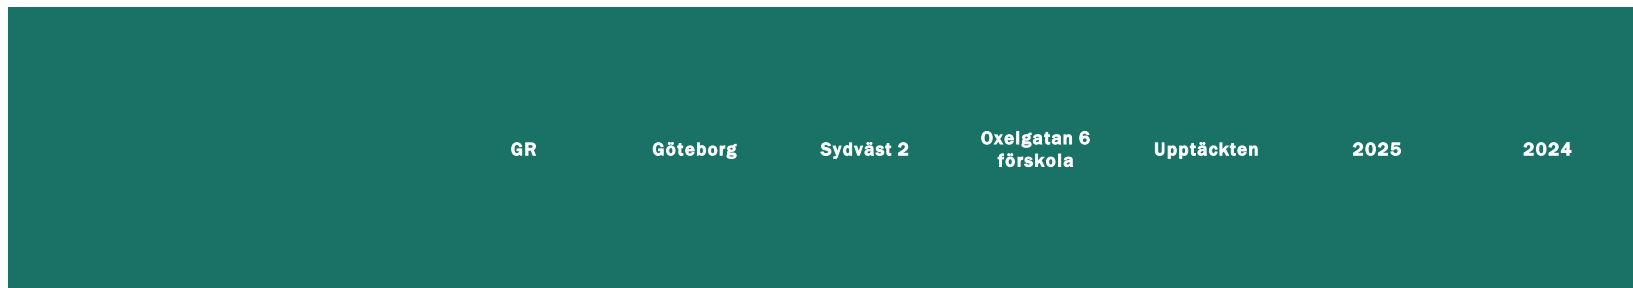 GR
Göteborg
Sydväst 2
Oxelgatan 6
förskola
Upptäckten
2025
2024